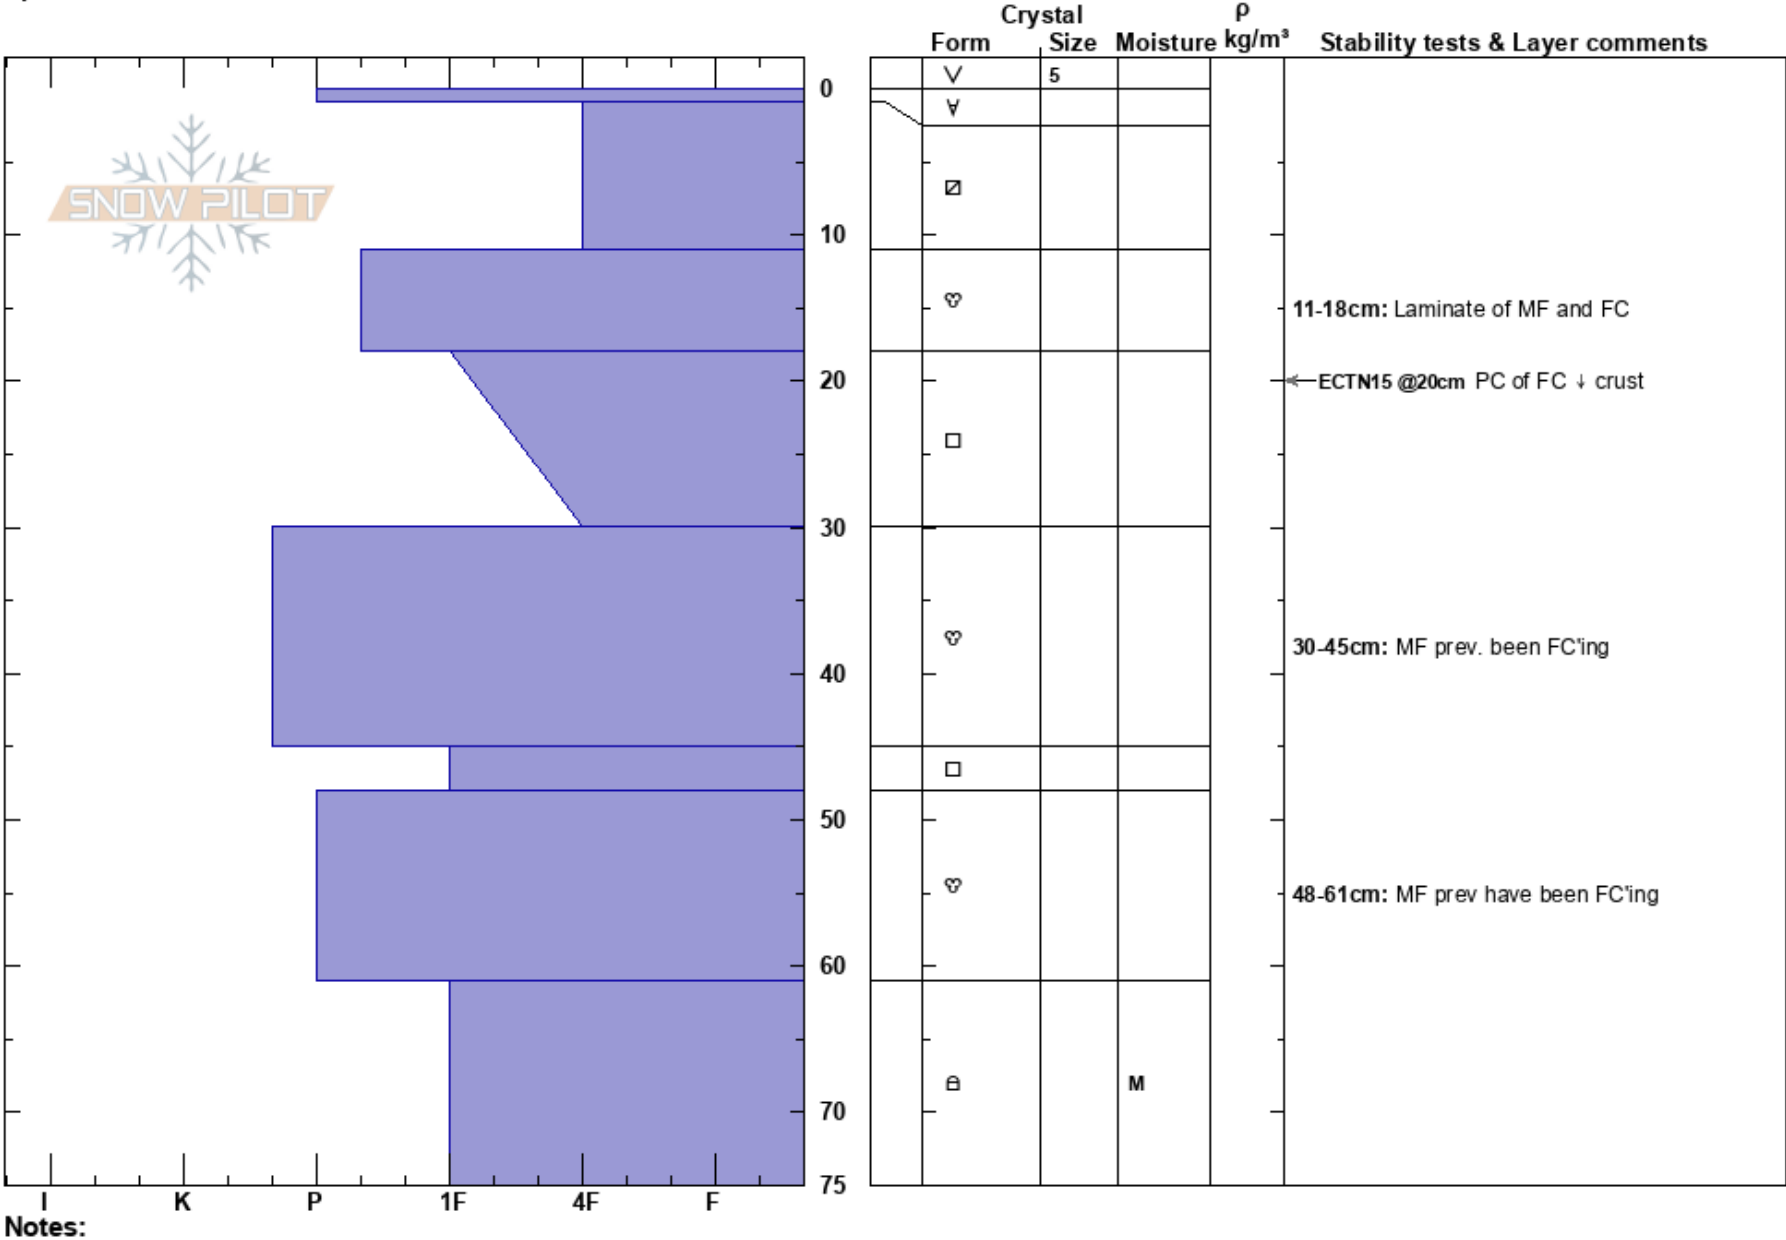 Crystal ρ
Form Size Moisture kg/m³ Stability tests & Layer comments
5
0
SNOW PILOT
10
11-18cm: Laminate of MF and FC
20 ECTN15 @20cm PC of FC ↓ crust
30
30-45cm: MF prev. been FC'ing
40
50
48-61cm: MF prev have been FC'ing
60
M
70
75
I K P 1F 4F F
Notes: